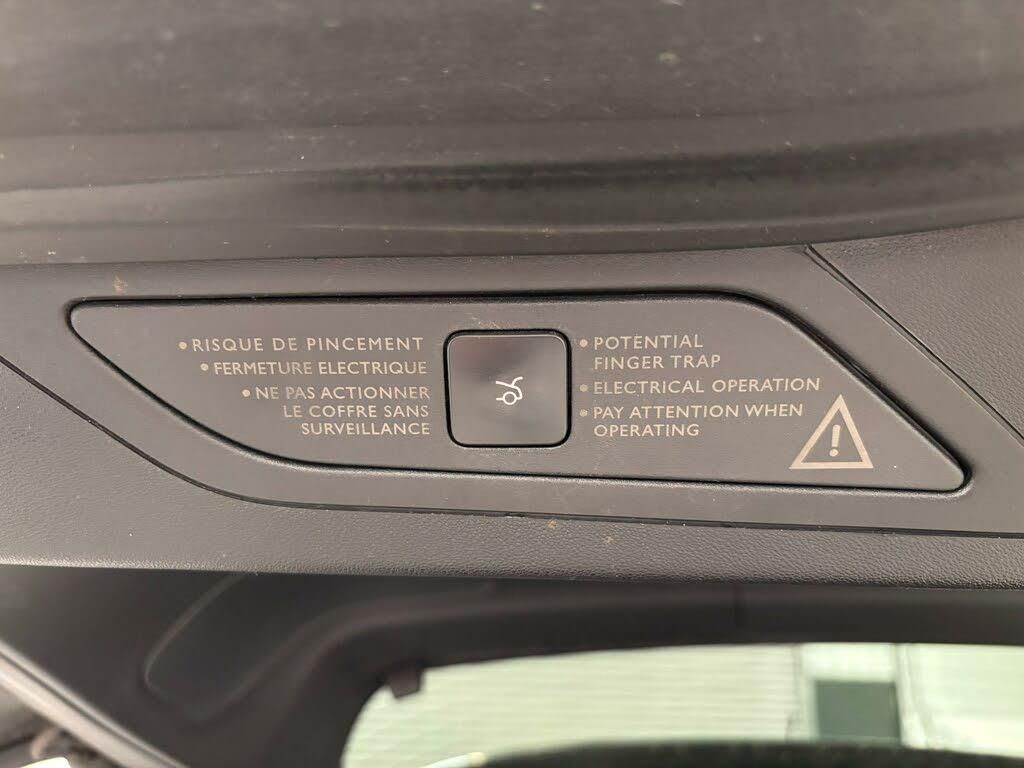 • RISQUE DE PINCEMENT
• FERMETURE ELECTRIQUE
• NE PAS ACTIONNER
LE COFFRE SANS
SURVEILLANCE
• POTENTIAL
FINGER TRAP
• ELECTRICAL OPERATION
• PAY ATTENTION WHEN
OPERATING
!